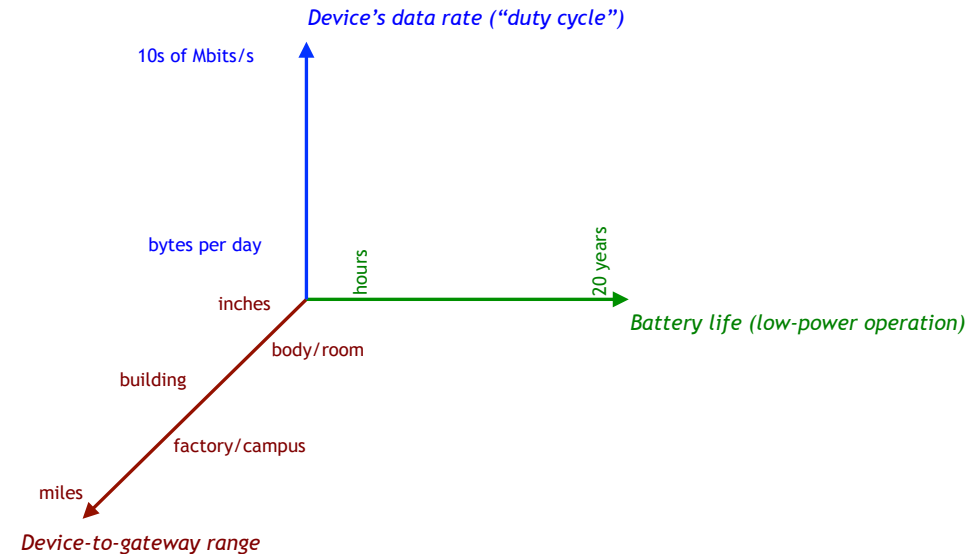 Device’s data rate (“duty cycle”)
10s of Mbits/s
bytes per day
hours
20 years
inches
Battery life (low-power operation)
body/room
building
factory/campus
miles
Device-to-gateway range